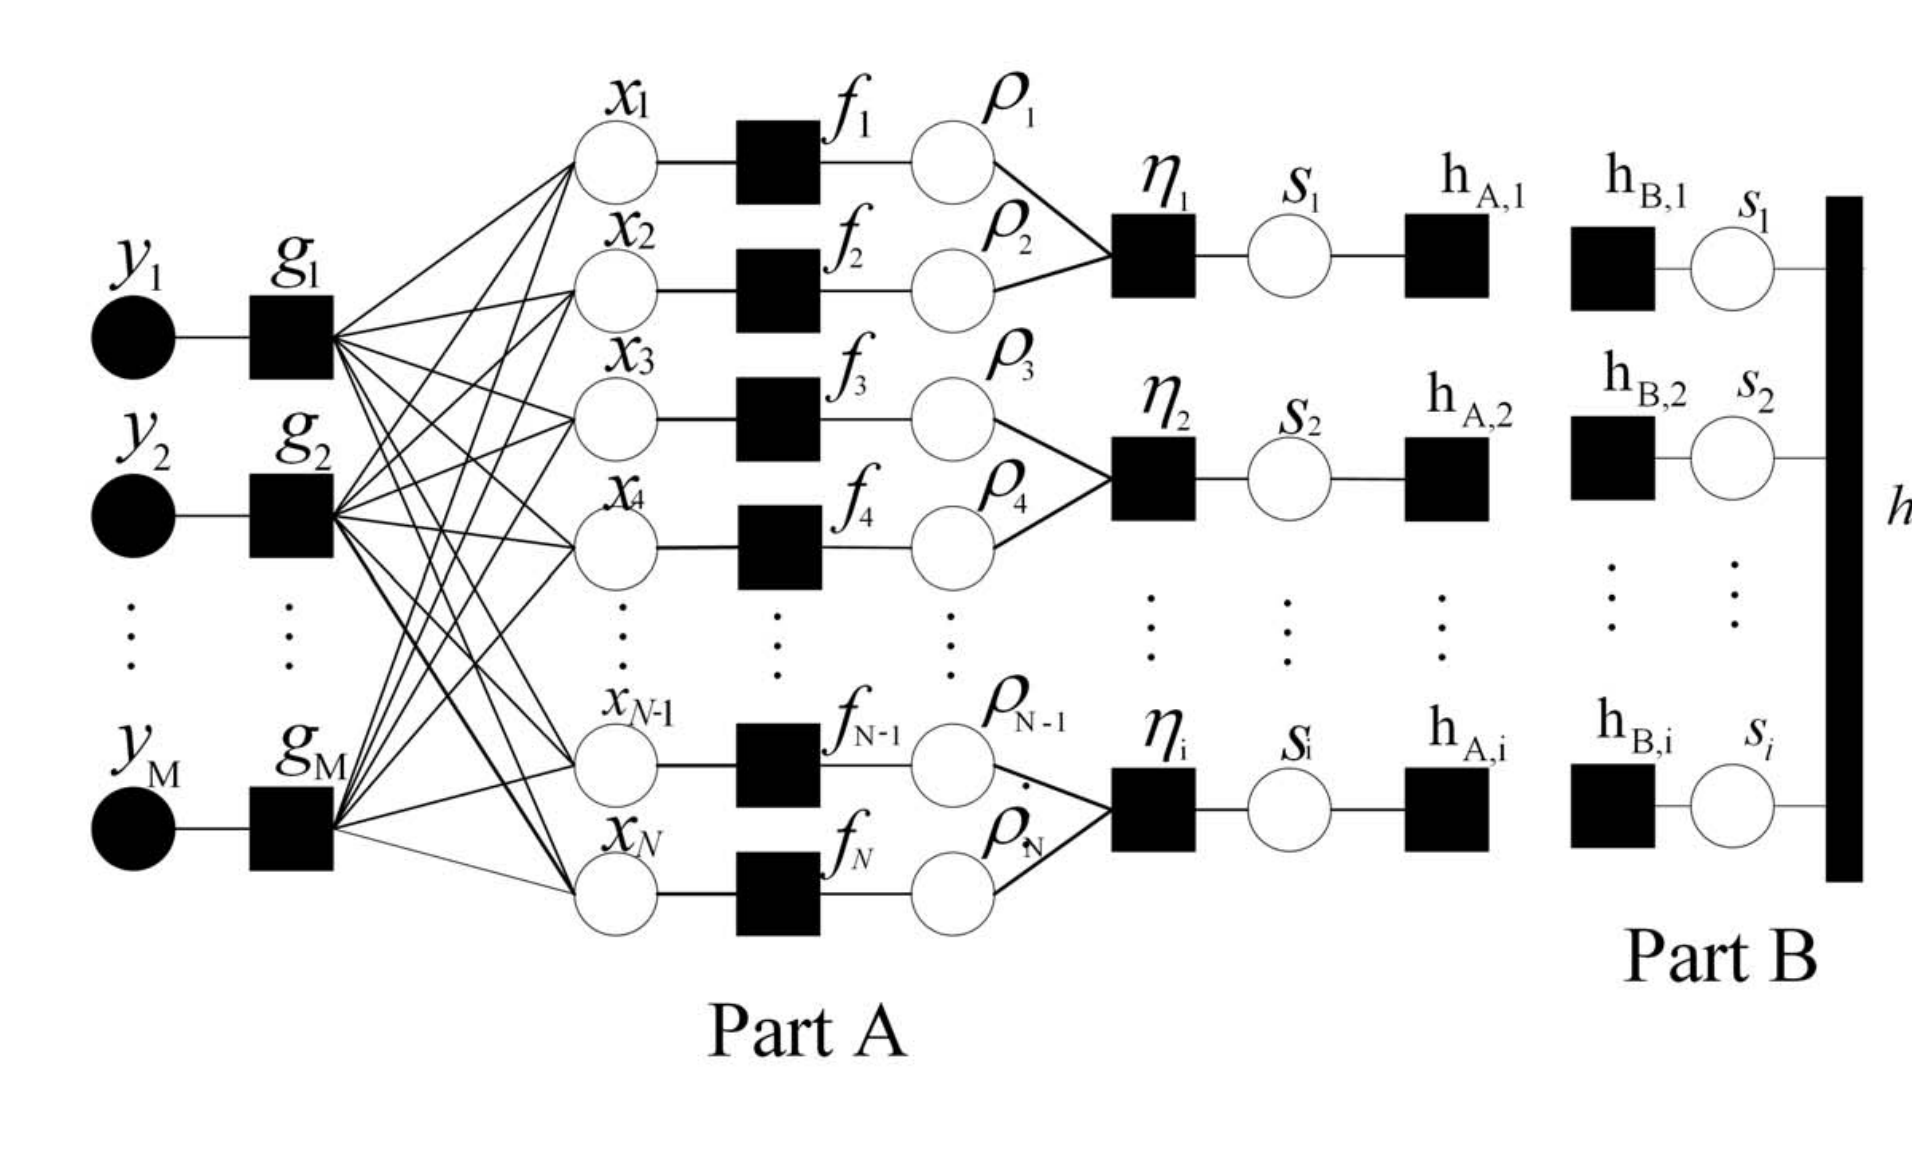 x1 f1 ρ1
η1 s1 hA,1 hB,1 s1
y1 g1 x2 f2 ρ2
x3 f3 ρ3
η2 s2 hA,2 hB,2 s2
y2 g2 x4 f4 ρ4
h
xN-1 fN-1 ρN-1
yM gM ηi si hA,i hB,i si
xN fN ρN
Part B
Part A